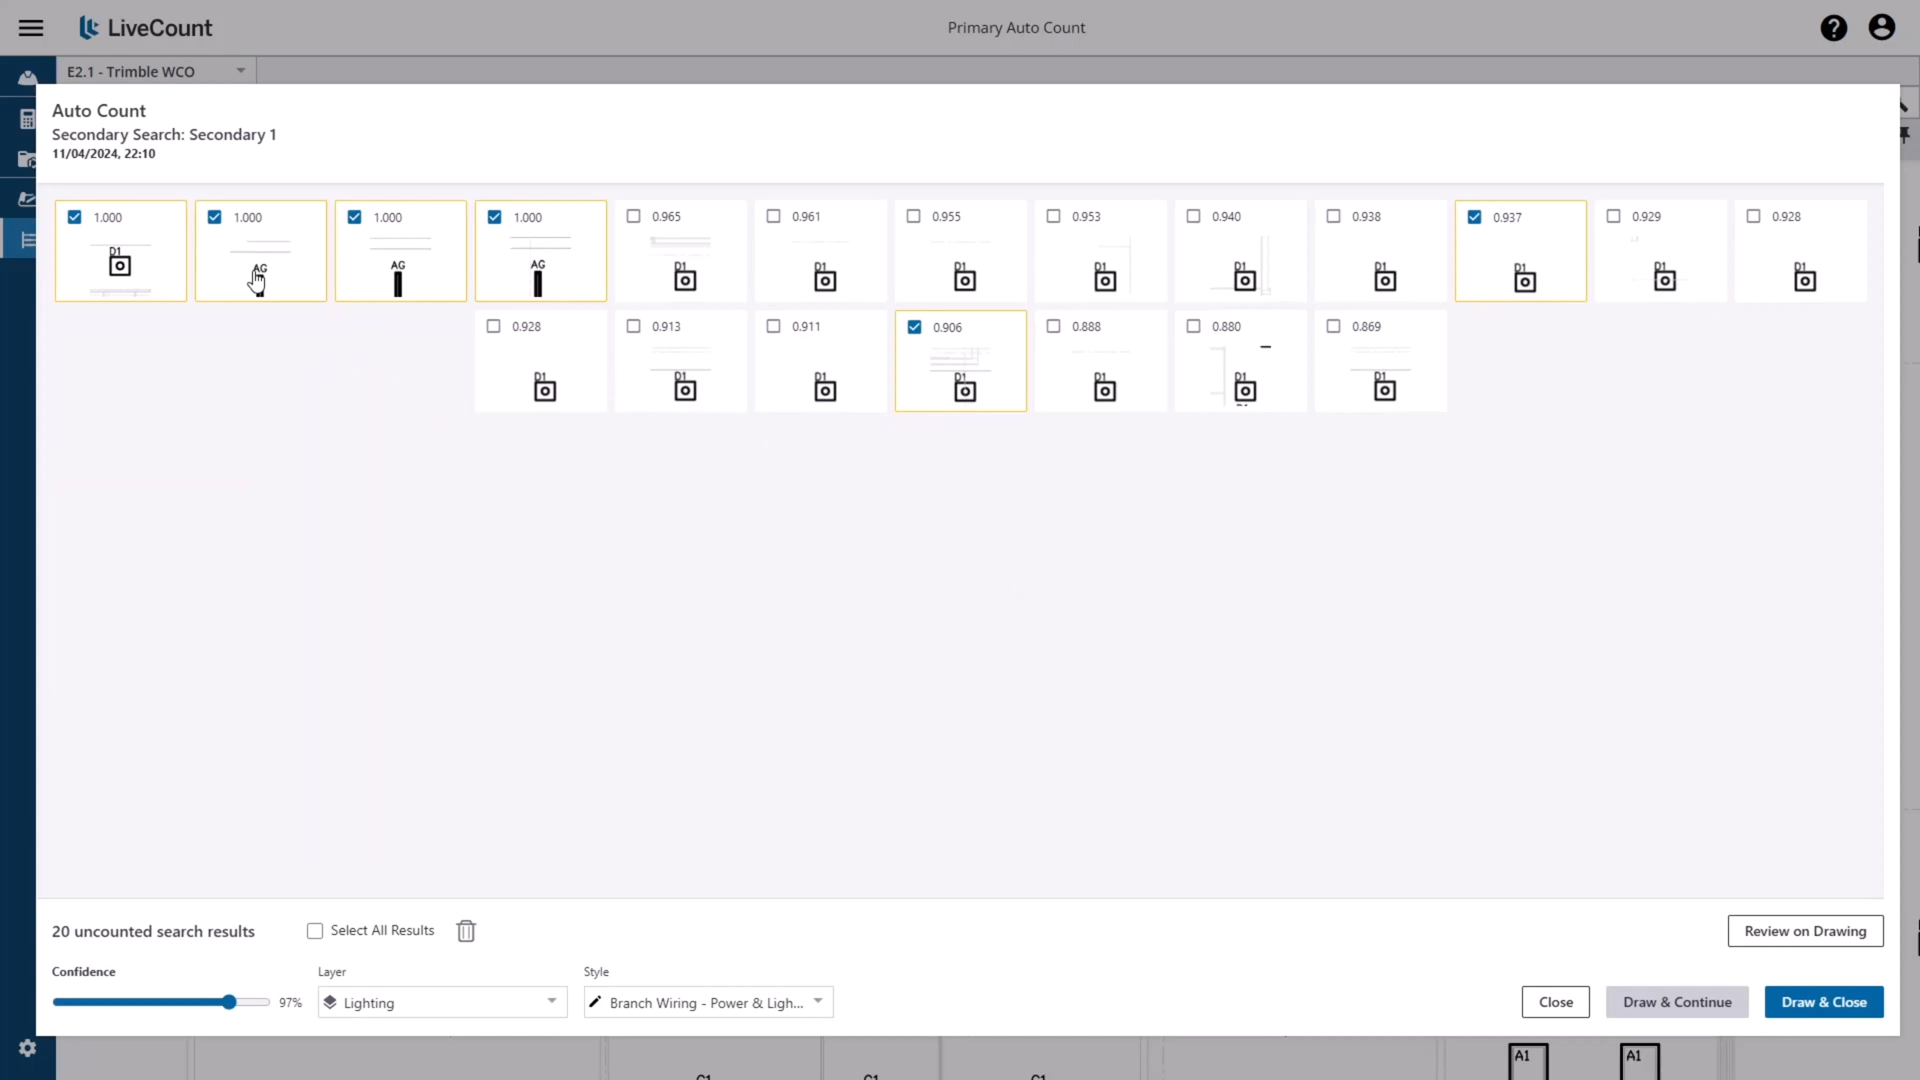 LiveCount
Primary Auto Count
E2.1 - Trimble WCO
Auto Count
Secondary Search: Secondary 1
11/04/2024, 22:10
1.000 1.000 1.000 1.000 0.965 0.961 0.955 0.953 0.940 0.938 0.937 0.929 0.928
D1 AG AG AG D1 D1 D1 D1 D1 D1 D1 D1 D1
0.928 0.913 0.911 0.906 0.888 0.880 0.869
D1 D1 D1 D1 D1 D1 D1
20 uncounted search results
Select All Results
Review on Drawing
Confidence
Layer
Style
97%
Lighting
Branch Wiring - Power & Ligh...
Close
Draw & Continue
Draw & Close
A1 A1